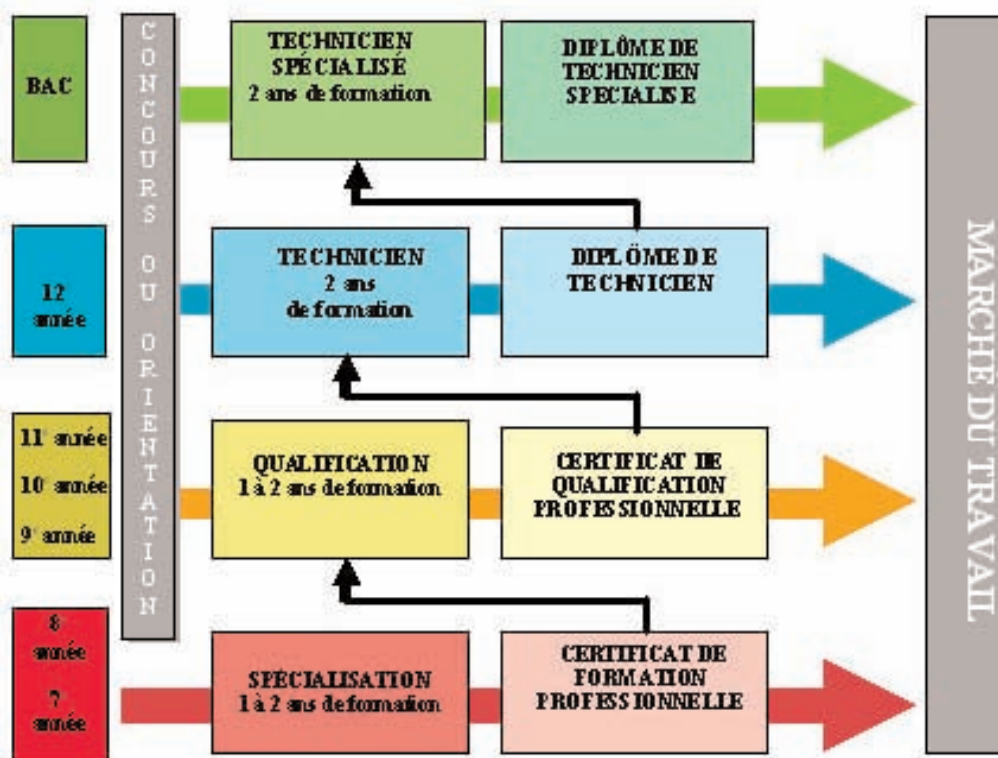 BAC
CONCOURS OU ORIENTATION
TECHNICIEN
SPÉCIALISÉ
2 ans de formation
DIPLÔME DE
TECHNICIEN
SPECIALISE
12
année
TECHNICIEN
2 ans
de formation
DIPLÔME DE
TECHNICIEN
11e année
10e année
9e année
QUALIFICATION
1 à 2 ans de formation
CERTIFICAT DE
QUALIFICATION
PROFESSIONNELLE
8
année
7
année
SPÉCIALISATION
1 à 2 ans de formation
CERTIFICAT DE
FORMATION
PROFESSIONNELLE
MARCHÉ DU TRAVAIL